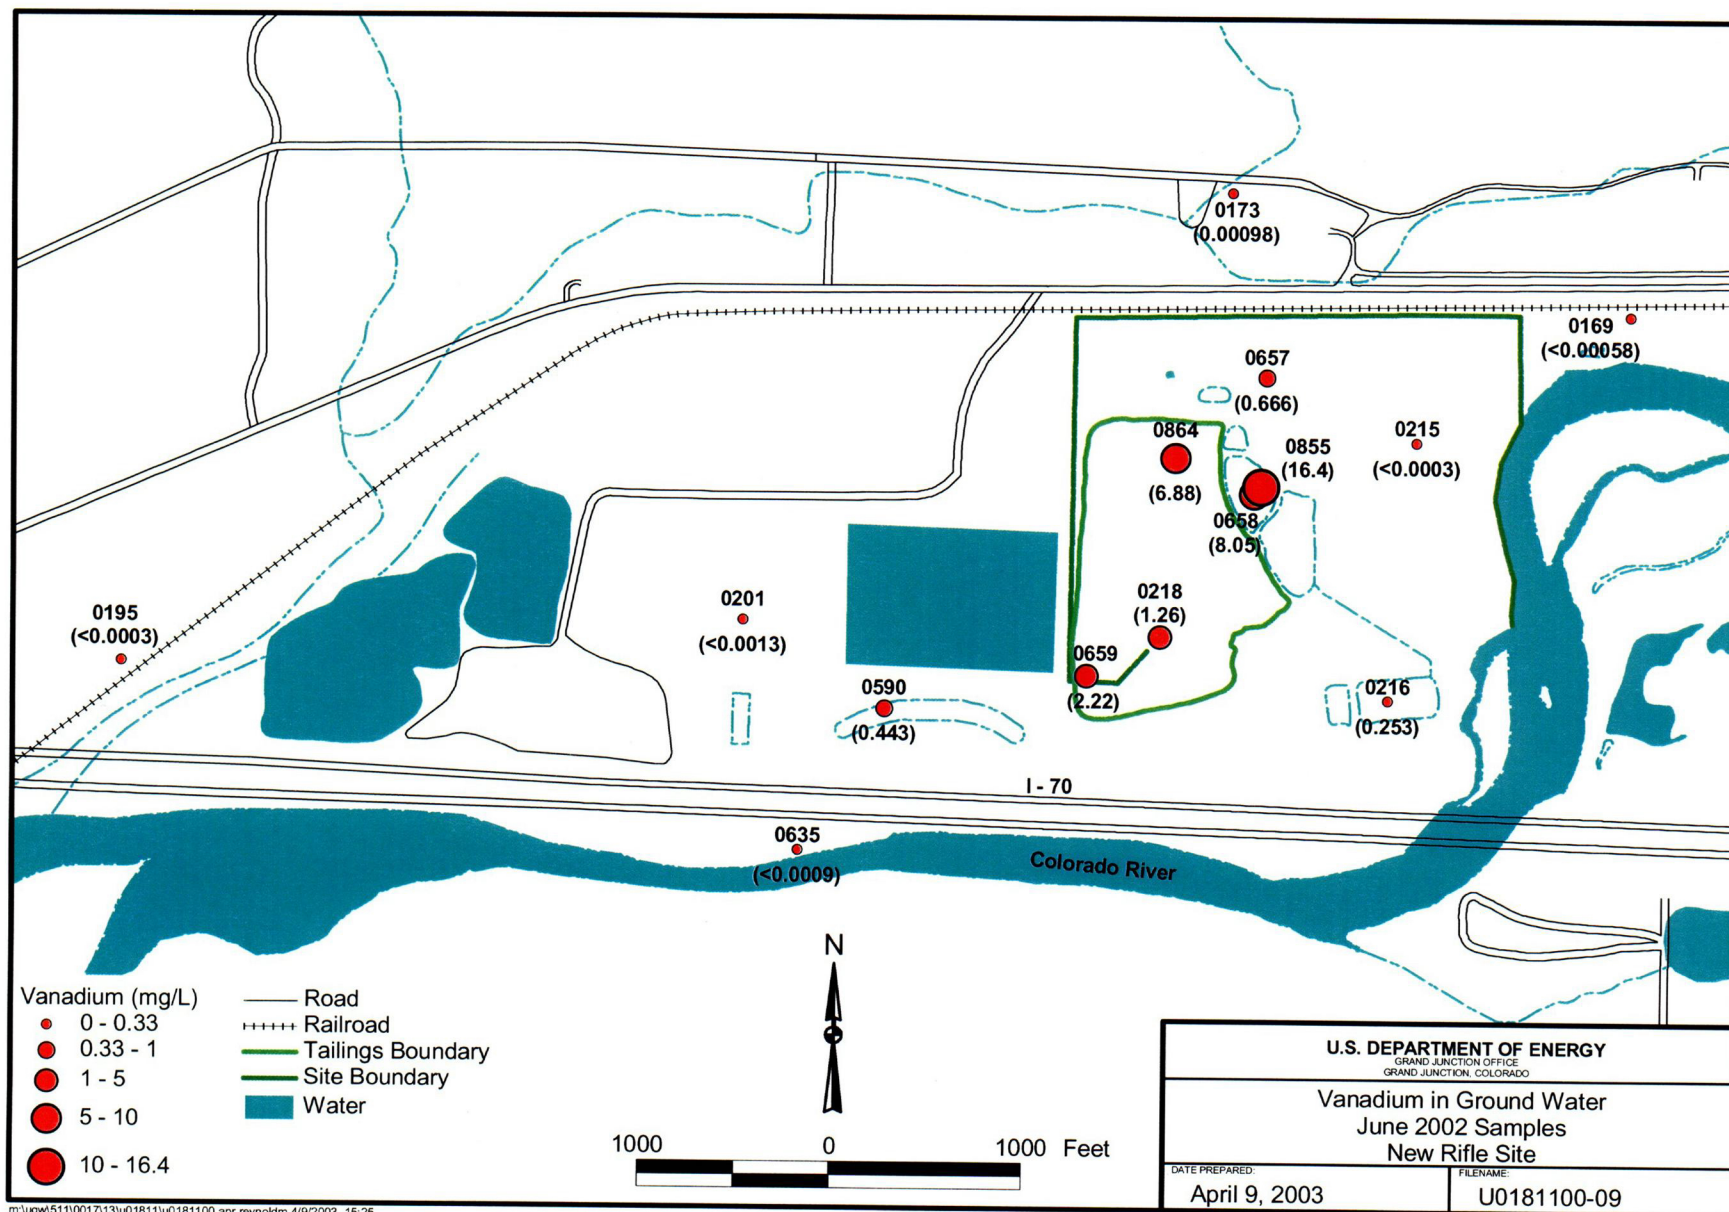 0173
(0.00098)
0169
(<0.00058)
0657
(0.666)
0864
(6.88)
0215
(<0.0003)
0855
(16.4)
0658
(8.05)
0195
(<0.0003)
0201
(<0.0013)
0218
(1.26)
0659
(2.22)
0590
(0.443)
0216
(0.253)
I - 70
0635
(<0.0009)
Colorado River
N
Vanadium (mg/L)
0 - 0.33
0.33 - 1
1 - 5
5 - 10
10 - 16.4
Road
Railroad
Tailings Boundary
Site Boundary
Water
1000 0 1000 Feet
U.S. DEPARTMENT OF ENERGY
GRAND JUNCTION OFFICE
GRAND JUNCTION, COLORADO
Vanadium in Ground Water
June 2002 Samples
New Rifle Site
DATE PREPARED:
April 9, 2003
FILENAME:
U0181100-09